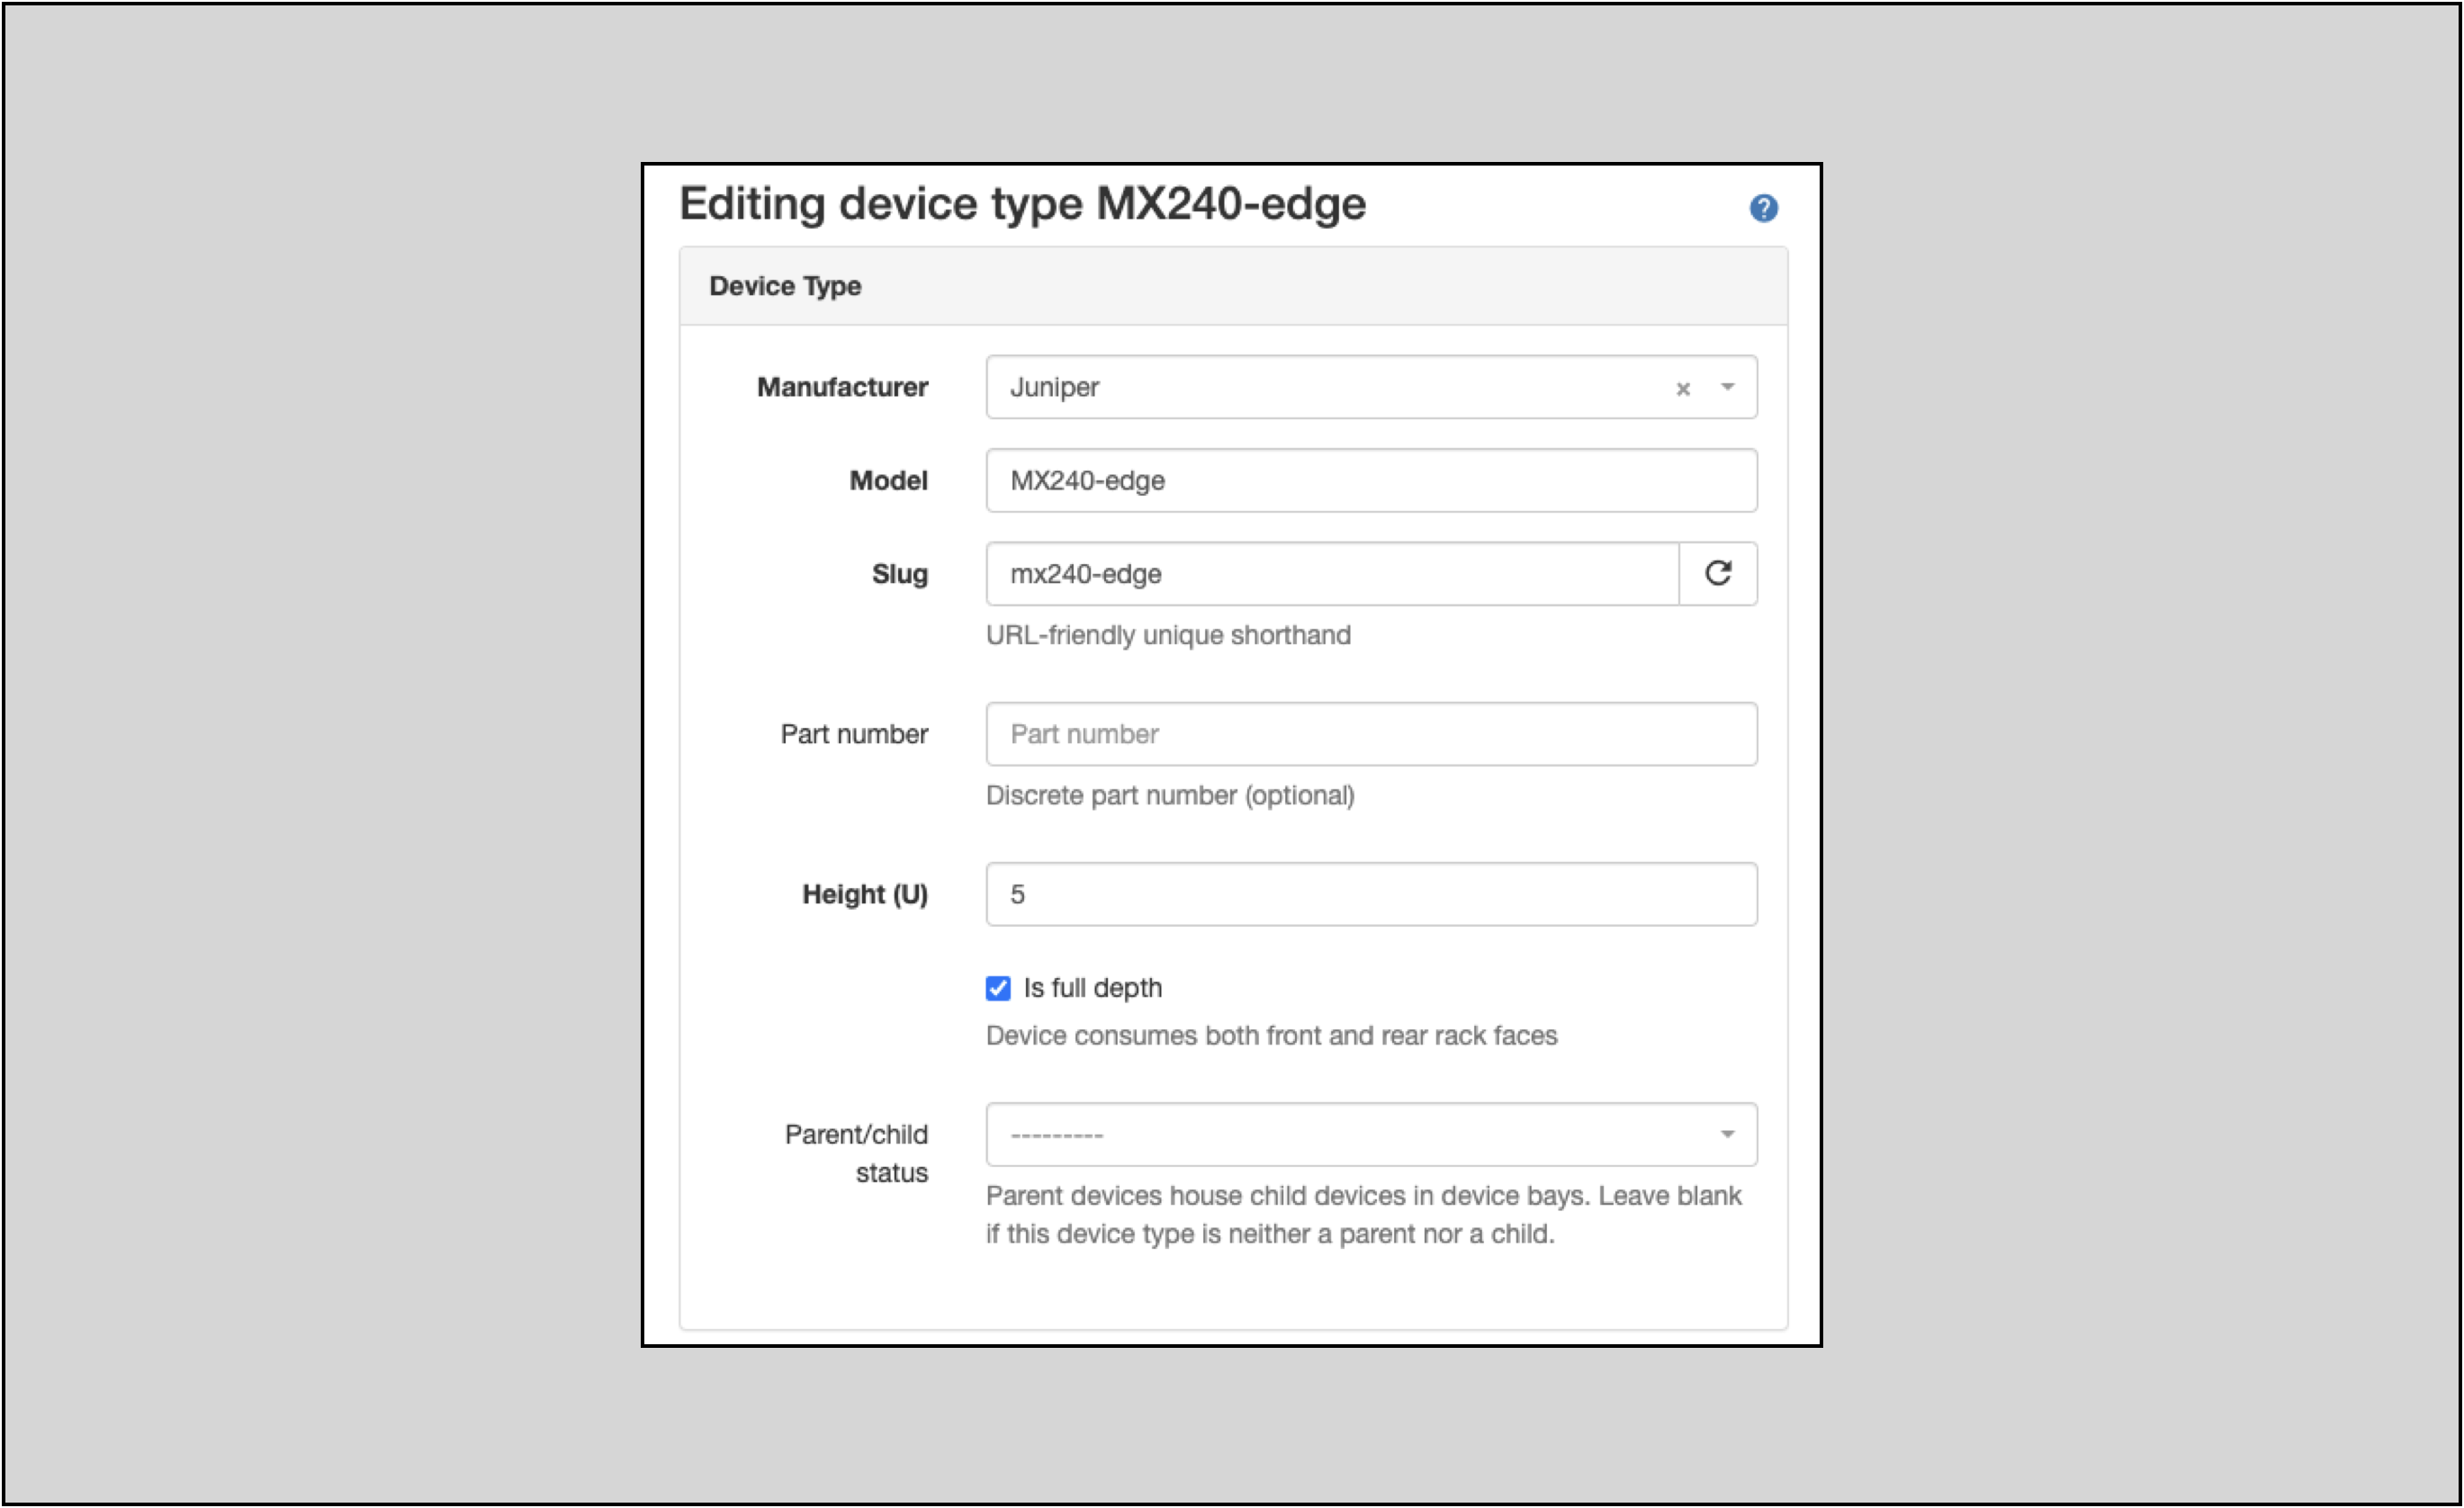 Editing device type MX240-edge
Device Type
Manufacturer Juniper
Model MX240-edge
Slug mx240-edge
URL-friendly unique shorthand
Part number Part number
Discrete part number (optional)
Height (U) 5
Is full depth
Device consumes both front and rear rack faces
Parent/child ---------
status
Parent devices house child devices in device bays. Leave blank
if this device type is neither a parent nor a child.